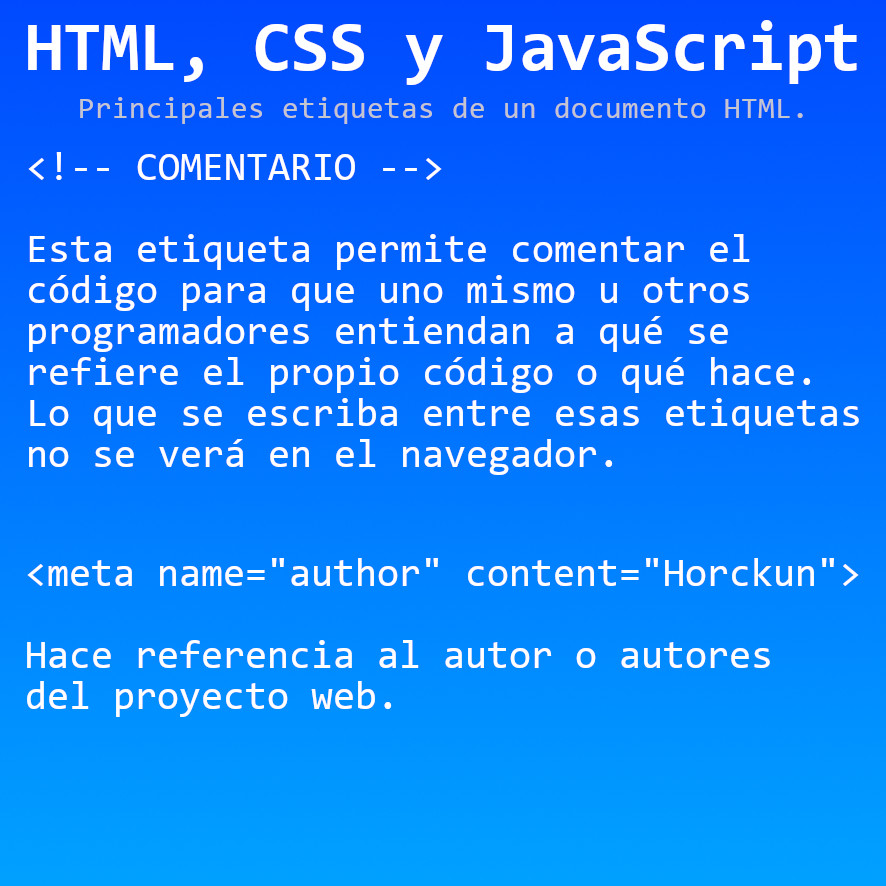 HTML, CSS y JavaScript
Principales etiquetas de un documento HTML.
<!-- COMENTARIO -->
Esta etiqueta permite comentar el
código para que uno mismo u otros
programadores entiendan a qué se
refiere el propio código o qué hace.
Lo que se escriba entre esas etiquetas
no se verá en el navegador.
<meta name="author" content="Horckun">
Hace referencia al autor o autores
del proyecto web.